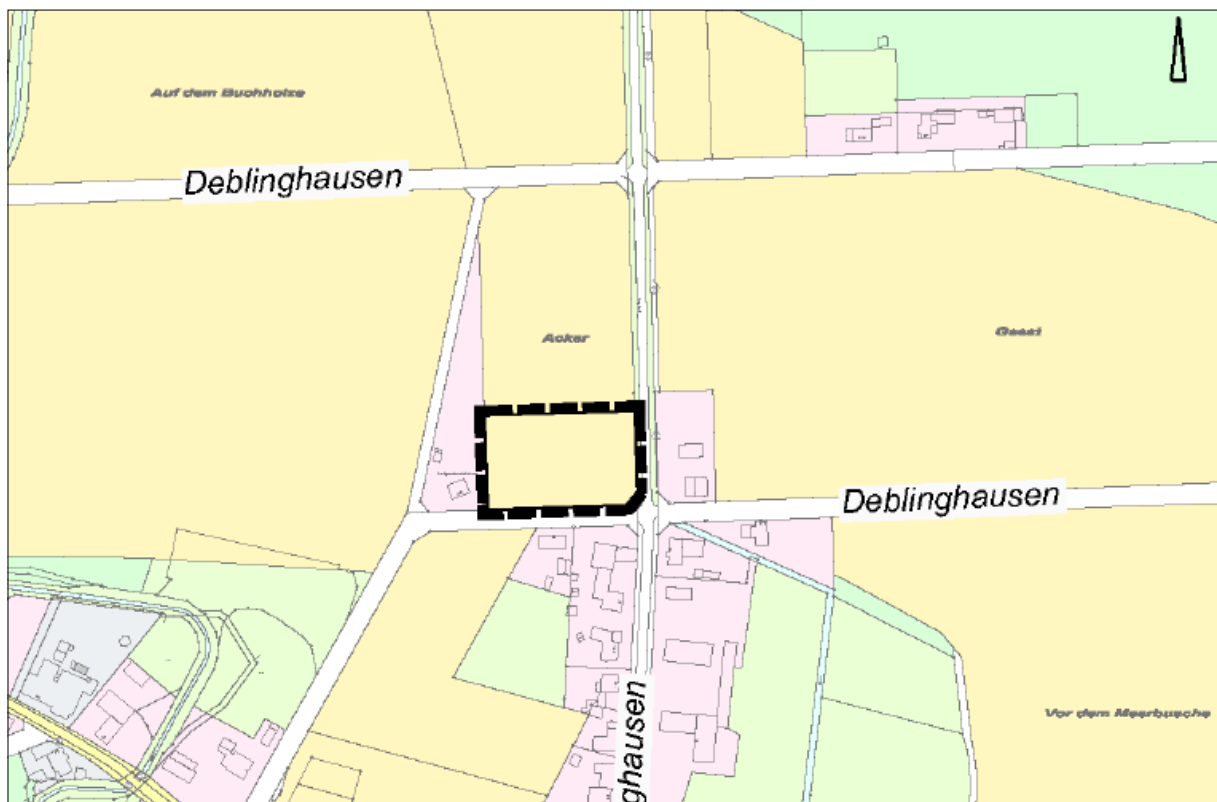 Auf dem Buchholze
Deblinghausen
Acker
Geest
Deblinghausen
Vor dem Meerbusche
ghausen